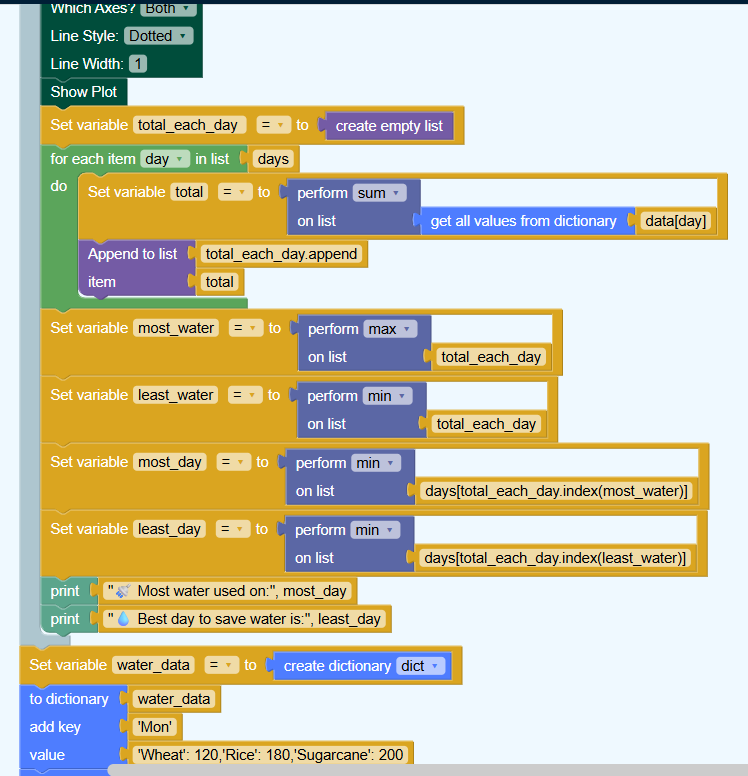 Which Axes? Both
Line Style: Dotted
Line Width: 1
Show Plot
Set variable total_each_day = to create empty list
for each item day in list days
do Set variable total = to perform sum
on list get all values from dictionary data[day]
Append to list total_each_day.append
item total
Set variable most_water = to perform max
on list total_each_day
Set variable least_water = to perform min
on list total_each_day
Set variable most_day = to perform min
on list days[total_each_day.index(most_water)]
Set variable least_day = to perform min
on list days[total_each_day.index(least_water)]
print "🚿 Most water used on:", most_day
print "💧 Best day to save water is:", least_day
Set variable water_data = to create dictionary dict
to dictionary water_data
add key 'Mon'
value 'Wheat': 120,'Rice': 180,'Sugarcane': 200